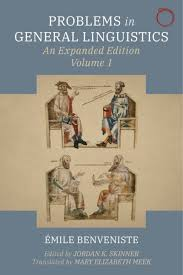 PROBLEMS in
GENERAL LINGUISTICS
An Expanded Edition
Volume 1
ÉMILE BENVENISTE
Edited by JORDAN K. SKINNER
Translated by MARY ELIZABETH MEEK